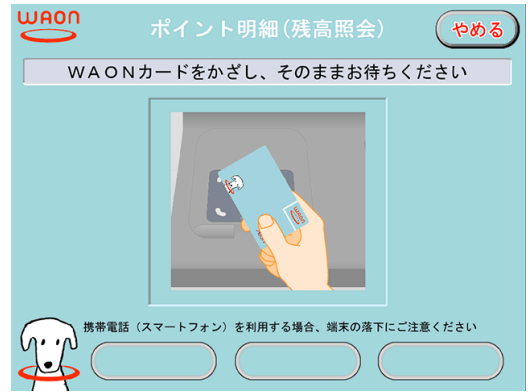 WAON
ポイント明細(残高照会)
やめる
ＷＡＯＮカードをかざし、そのままお待ちください
WAON
携帯電話（スマートフォン）を利用する場合、端末の落下にご注意ください